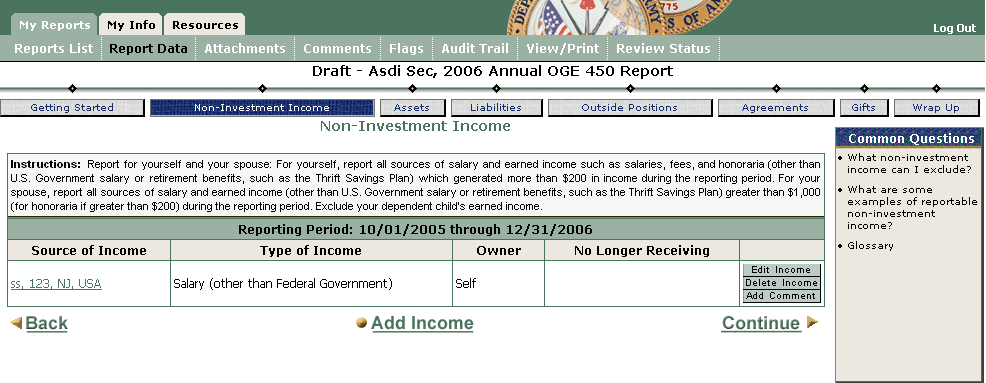 My Reports My Info Resources
Log Out
Reports List Report Data Attachments Comments Flags Audit Trail View/Print Review Status
Draft - Asdi Sec, 2006 Annual OGE 450 Report
Getting Started Non-Investment Income Assets Liabilities Outside Positions Agreements Gifts Wrap Up
Non-Investment Income
Instructions: Report for yourself and your spouse: For yourself, report all sources of salary and earned income such as salaries, fees, and honoraria (other than
U.S. Government salary or retirement benefits, such as the Thrift Savings Plan) which generated more than $200 in income during the reporting period. For your
spouse, report all sources of salary and earned income (other than U.S. Government salary or retirement benefits, such as the Thrift Savings Plan) greater than $1,000
(for honoraria if greater than $200) during the reporting period. Exclude your dependent child's earned income.
Reporting Period: 10/01/2005 through 12/31/2006
Source of Income Type of Income Owner No Longer Receiving
ss, 123, NJ, USA Salary (other than Federal Government) Self
Edit Income
Delete Income
Add Comment
Back Add Income Continue
Common Questions
• What non-investment
income can I exclude?
• What are some
examples of reportable
non-investment
income?
• Glossary